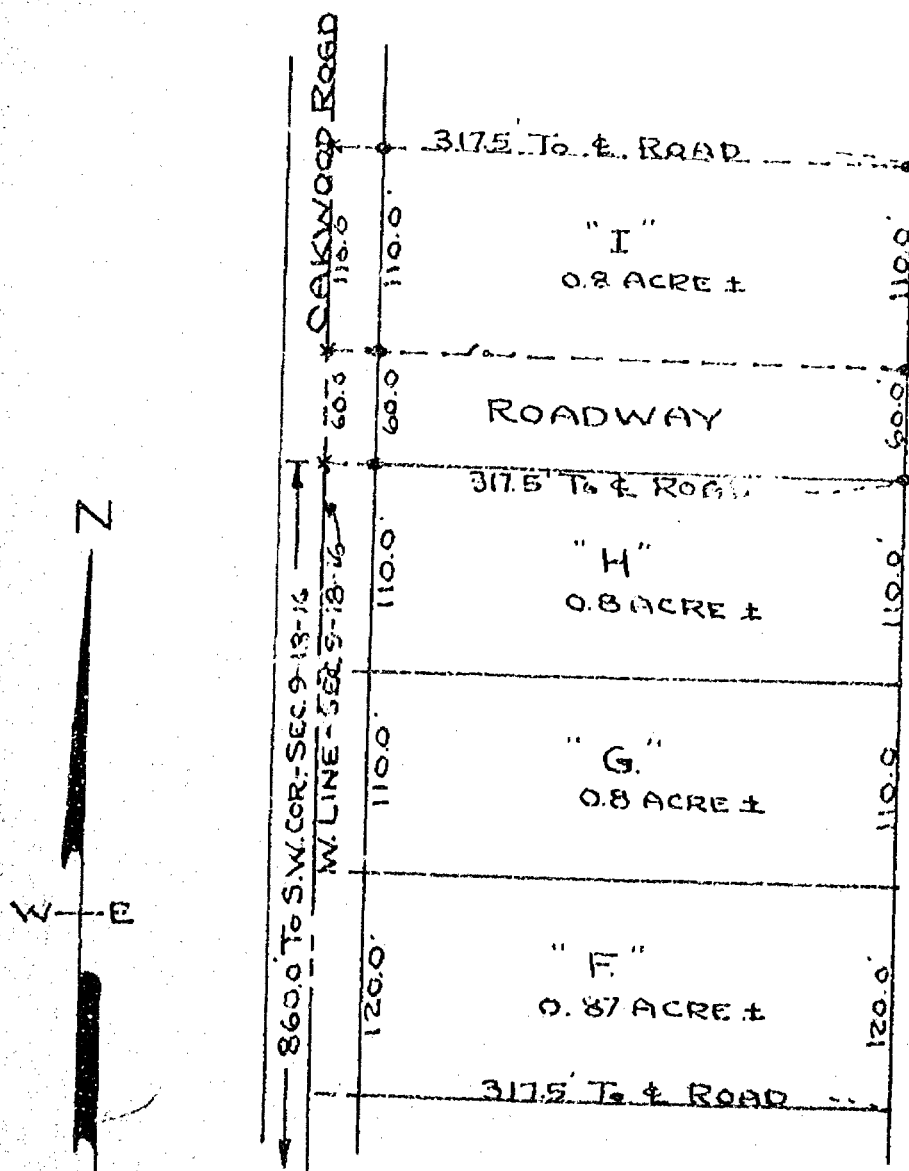 OAKWOOD ROAD
317.5' To ℄ ROAD
110.0
110.0'
110.0'
"I"
0.8 ACRE ±
60.0
60.0'
60.0'
ROADWAY
317.5' To ℄ ROAD
860.0' To S.W. COR.- SEC. 9-13-16
W. LINE - SEC 9-13-16
110.0'
110.0'
"H"
0.8 ACRE ±
110.0'
110.0'
"G."
0.8 ACRE ±
120.0'
120.0'
"F."
0.87 ACRE ±
317.5' To ℄ ROAD
N
W
E